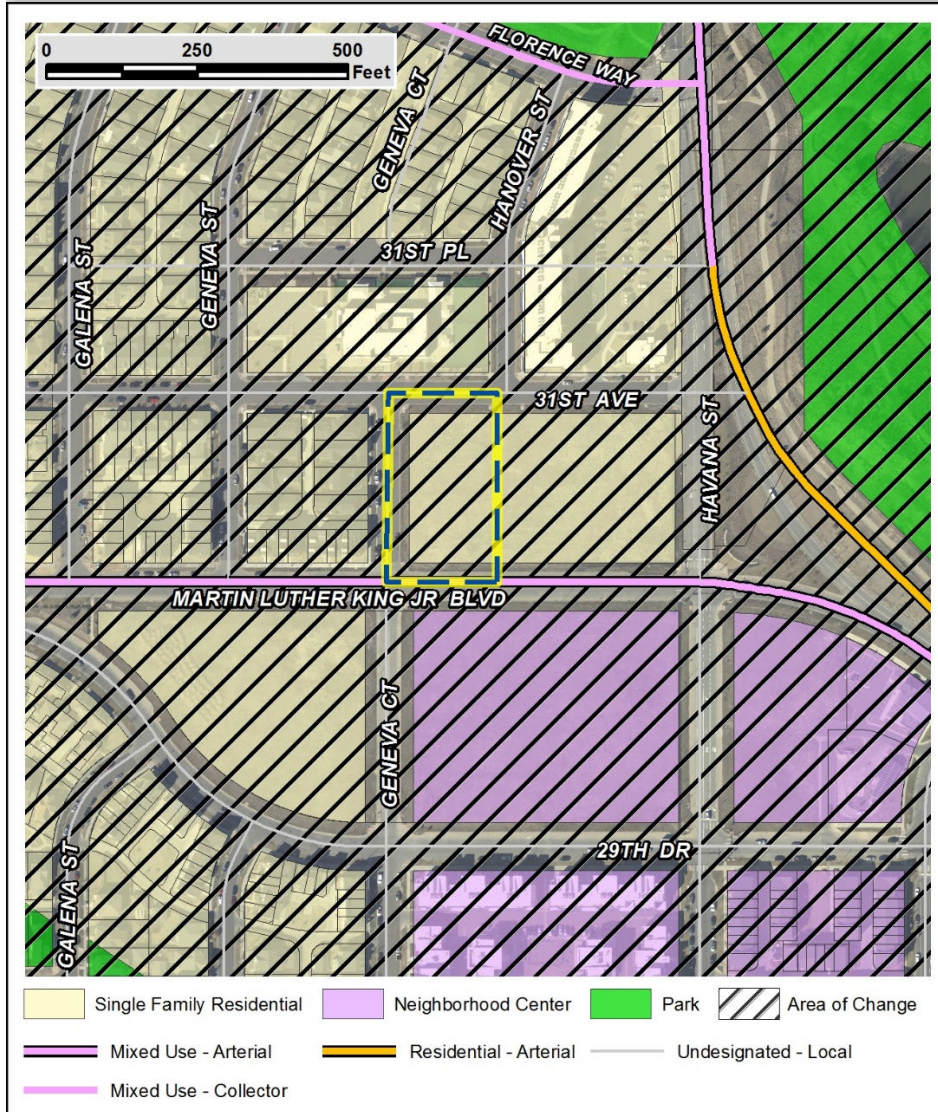 0 250 500
Feet
FLORENCE WAY
GENEVA CT
HANOVER ST
GENEVA ST
GALENA ST
31ST PL
31ST AVE
HAVANA ST
MARTIN LUTHER KING JR BLVD
GENEVA CT
29TH DR
GALENA ST
Single Family Residential
Neighborhood Center
Park
Area of Change
Mixed Use - Arterial
Residential - Arterial
Undesignated - Local
Mixed Use - Collector